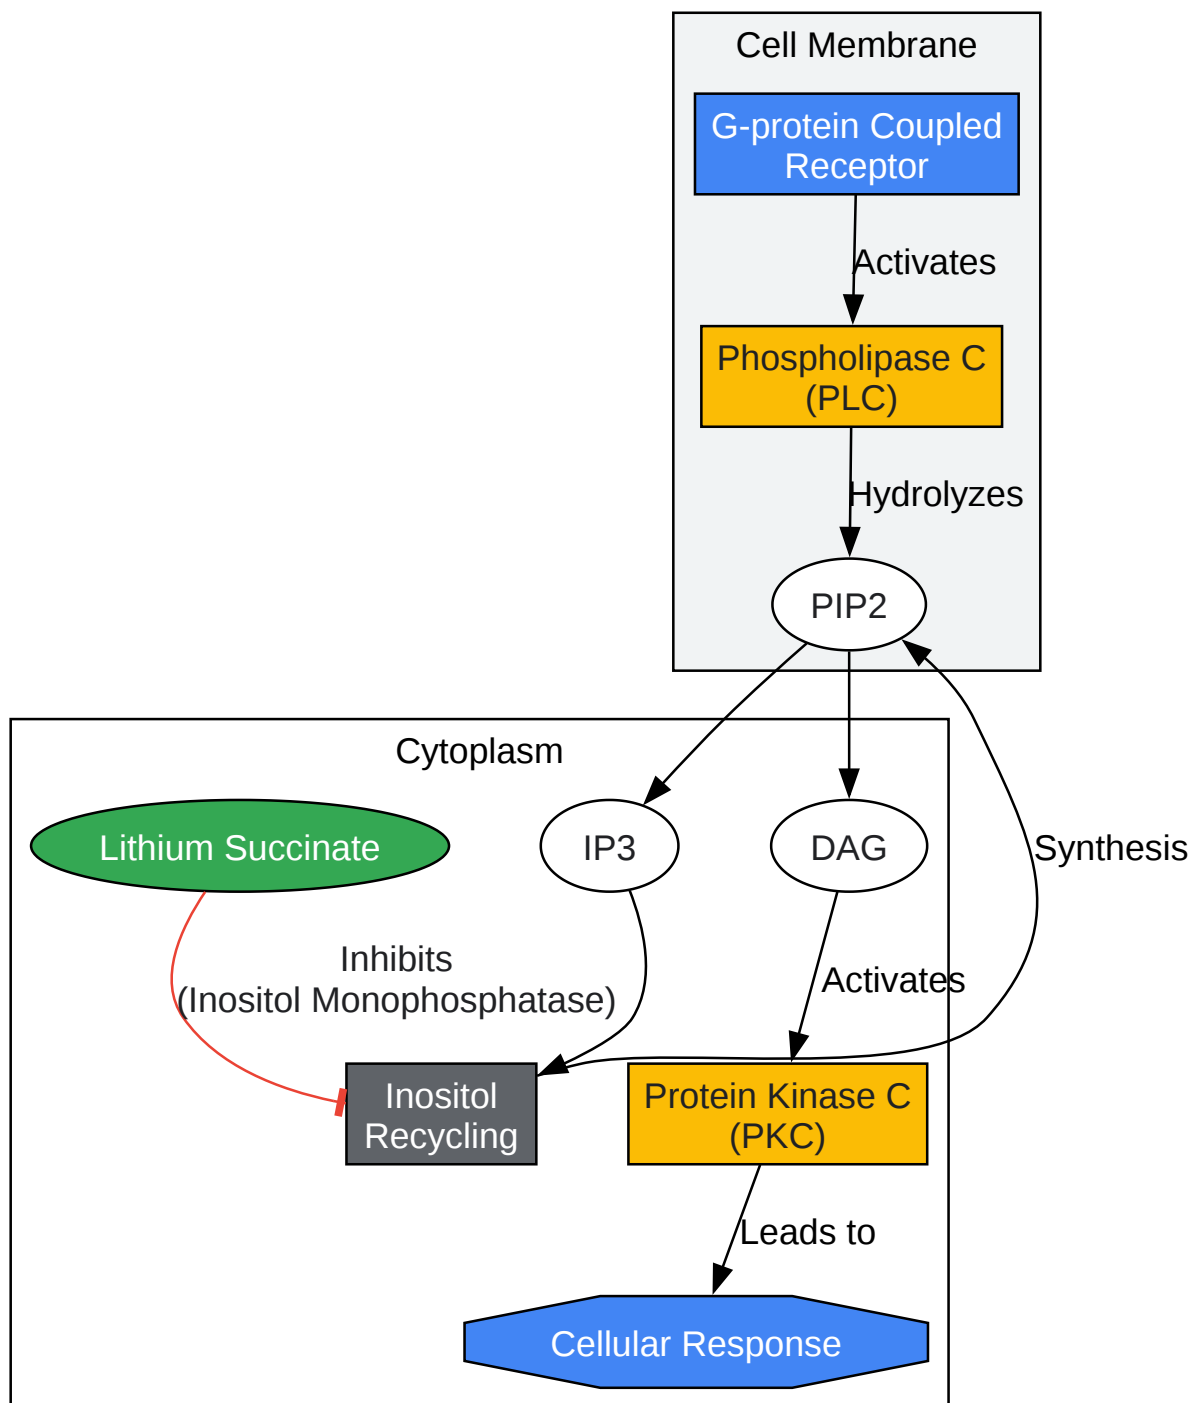 Cell Membrane
G-protein Coupled
Receptor
Activates
Phospholipase C
(PLC)
Hydrolyzes
PIP2
Cytoplasm
Lithium Succinate
IP3
DAG
Synthesis
Inhibits
(Inositol Monophosphatase)
Activates
Inositol
Recycling
Protein Kinase C
(PKC)
Leads to
Cellular Response